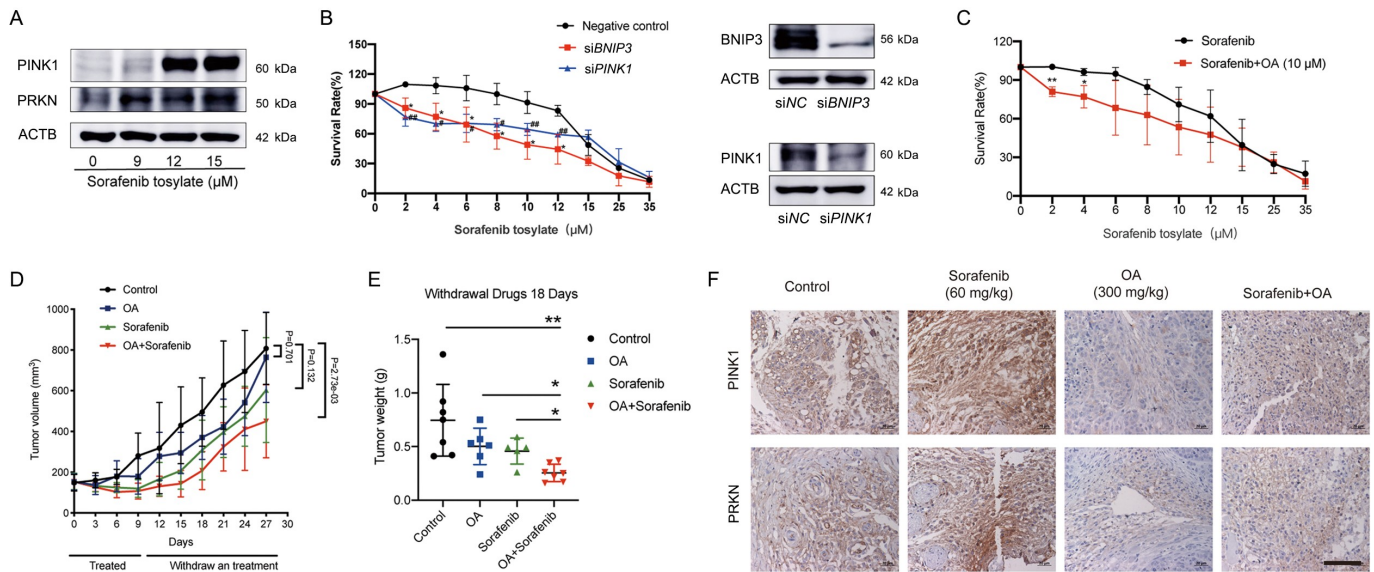 A
PINK1
60 kDa
PRKN
50 kDa
ACTB
42 kDa
0 9 12 15
Sorafenib tosylate (μM)
B
Negative control
siBNIP3
siPINK1
Survival Rate(%)
150
120
90
60
30
0
0 2 4 6 8 10 12 15 25 35
* * * * * *
## # # # ## ##
Sorafenib tosylate (μM)
BNIP3
56 kDa
ACTB
42 kDa
siNC siBNIP3
PINK1
60 kDa
ACTB
42 kDa
siNC siPINK1
C
Sorafenib
Sorafenib+OA (10 μM)
Survival Rate(%)
120
90
60
30
0
** *
0 2 4 6 8 10 12 15 25 35
Sorafenib tosylate (μM)
D
Control
OA
Sorafenib
OA+Sorafenib
Tumor volume (mm3)
1000
800
600
400
200
0
P=0.701
P=0.132
P=2.73e-03
0 3 6 9 12 15 18 21 24 27 30
Days
Treated
Withdraw an treatment
E
Withdrawal Drugs 18 Days
Tumor weight (g)
1.5
1.0
0.5
0.0
**
*
*
Control
OA
Sorafenib
OA+Sorafenib
Control
OA
Sorafenib
OA+Sorafenib
F
Control
Sorafenib
(60 mg/kg)
OA
(300 mg/kg)
Sorafenib+OA
PINK1
PRKN